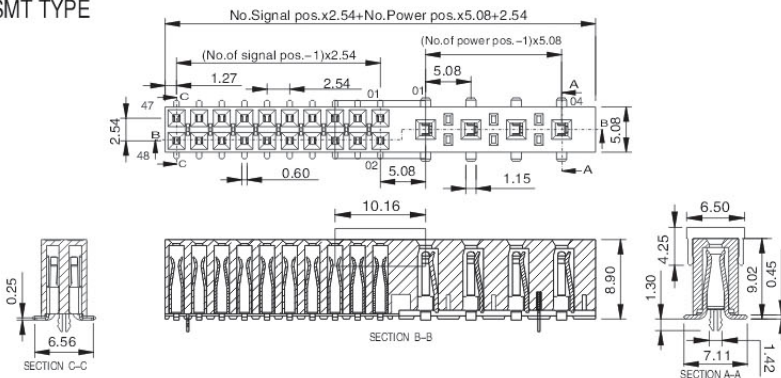 SMT TYPE
No.Signal pos.x2.54+No.Power pos.x5.08+2.54
(No.of signal pos.-1)x2.54
(No.of power pos.-1)x5.08
1.27
2.54
5.08
C
01
01
A
47
04
2.54
B
B
5.08
48
C
02
A
0.60
5.08
1.15
10.16
6.50
4.25
0.25
8.90
1.30
9.02
0.45
6.56
SECTION C-C
SECTION B-B
7.11
1.42
SECTION A-A